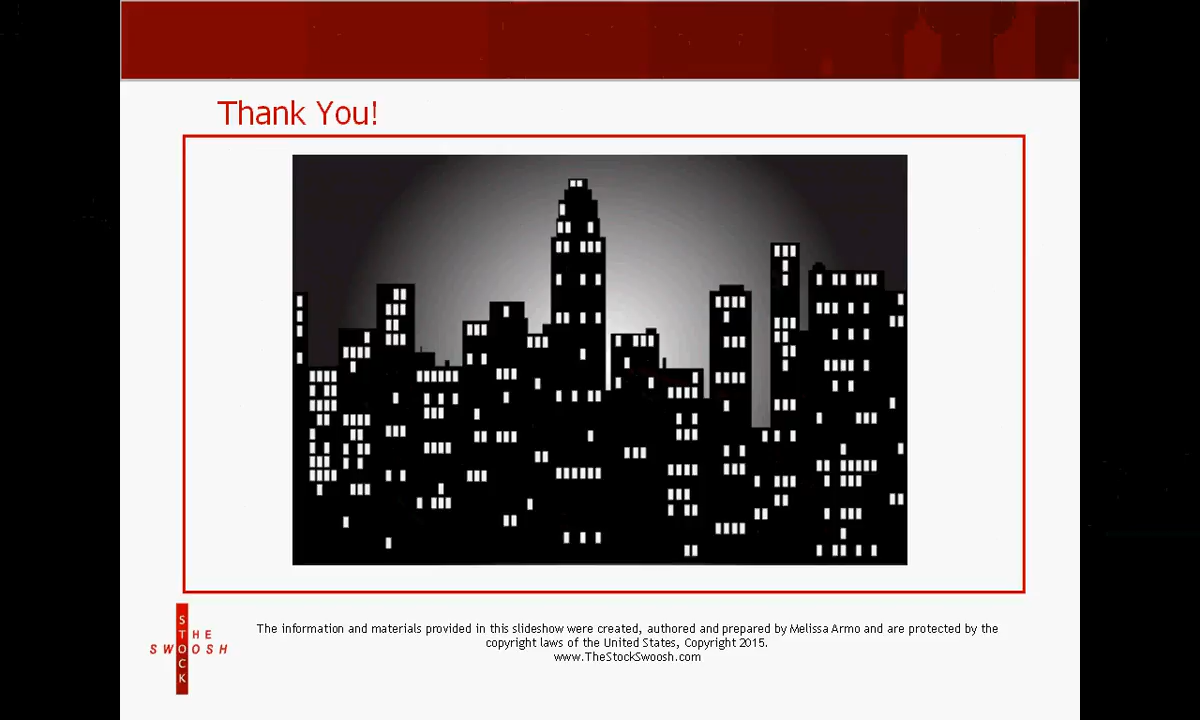 Thank You!
STOCK
THE
SWOOSH
The information and materials provided in this slideshow were created, authored and prepared by Melissa Armo and are protected by the
copyright laws of the United States, Copyright 2015.
www.TheStockSwoosh.com